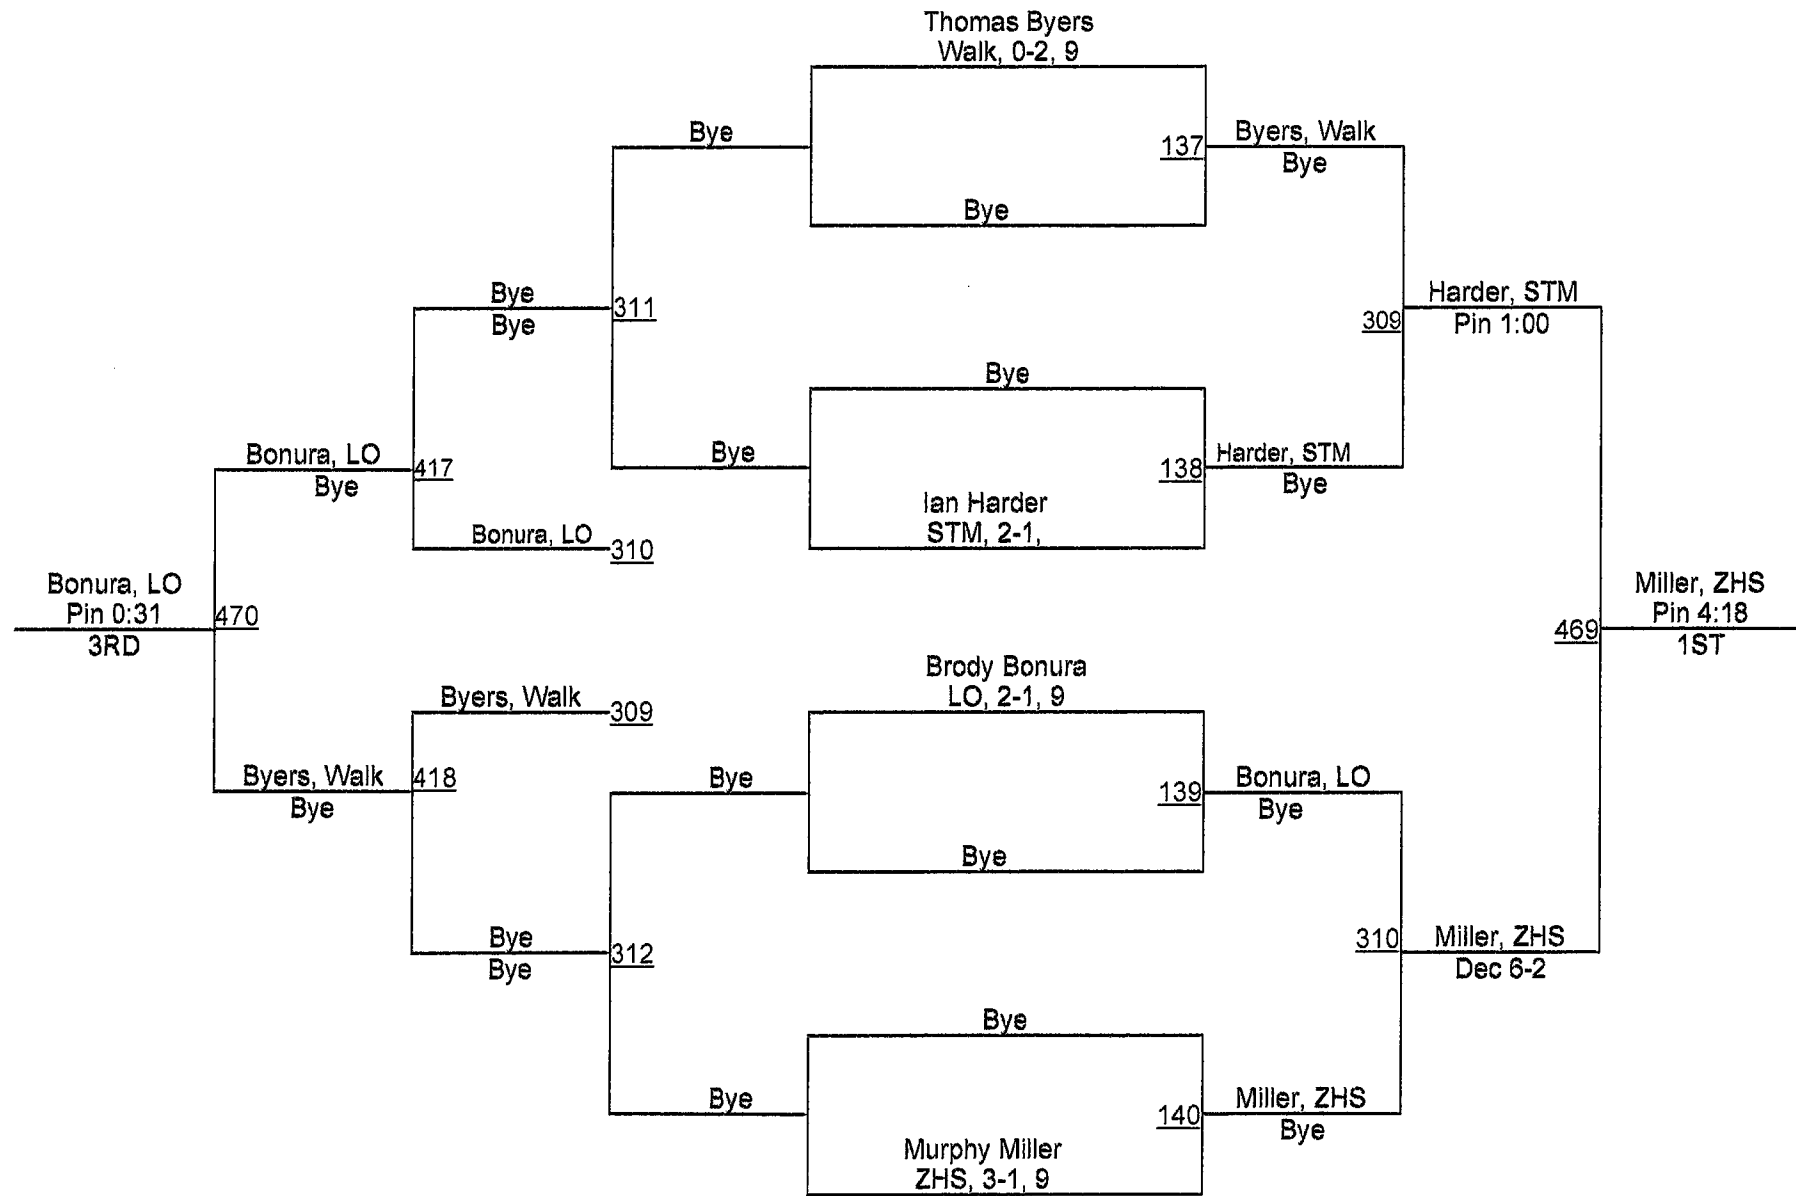 Thomas Byers
Walk, 0-2, 9
Bye
137
Byers, Walk
Bye
Bye
Bye
Bye
311
309
Harder, STM
Pin 1:00
Bye
Bye
138
Harder, STM
Bye
Ian Harder
STM, 2-1,
Bonura, LO
Bye
417
Bonura, LO
310
Bonura, LO
Pin 0:31
3RD
470
469
Miller, ZHS
Pin 4:18
1ST
Brody Bonura
LO, 2-1, 9
Byers, Walk
309
Byers, Walk
Bye
418
Bye
139
Bonura, LO
Bye
Bye
Bye
Bye
312
310
Miller, ZHS
Dec 6-2
Bye
Bye
140
Miller, ZHS
Bye
Murphy Miller
ZHS, 3-1, 9